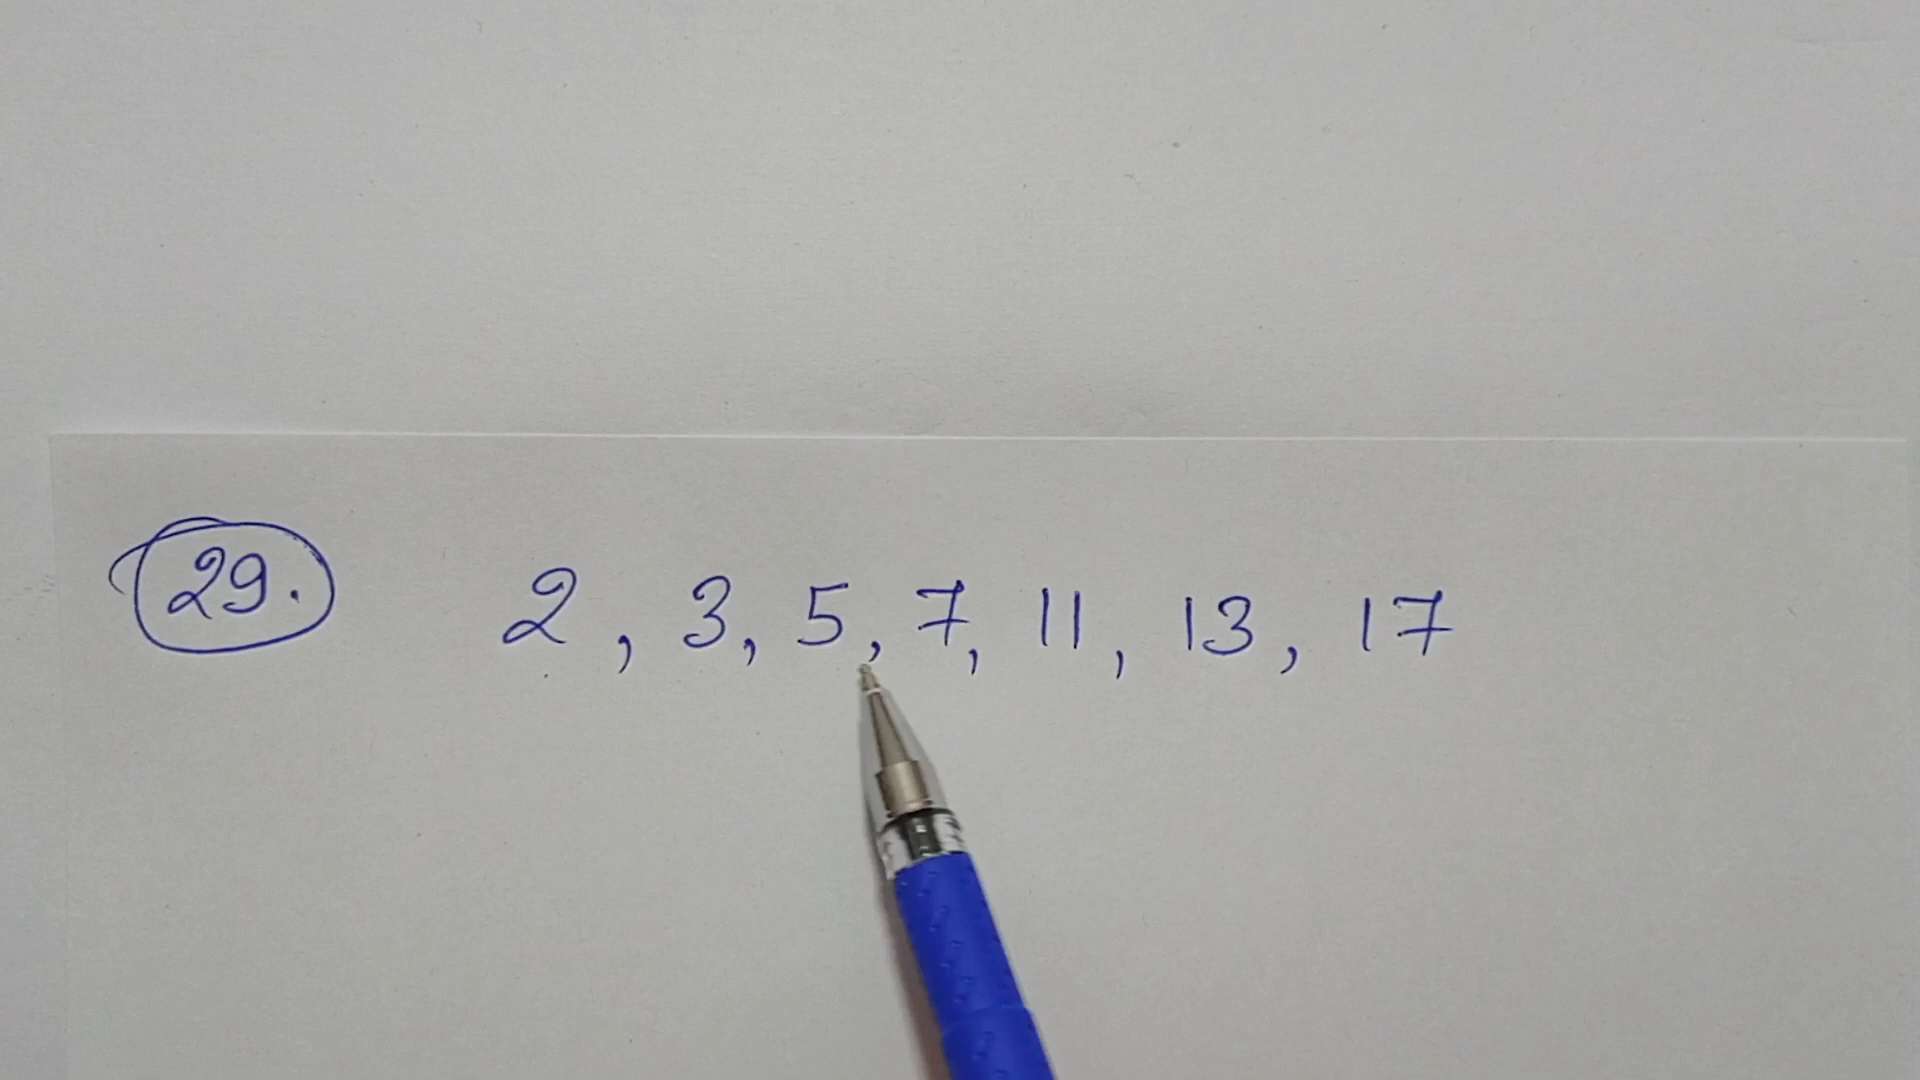 29. 2, 3, 5, 7, 11, 13, 17